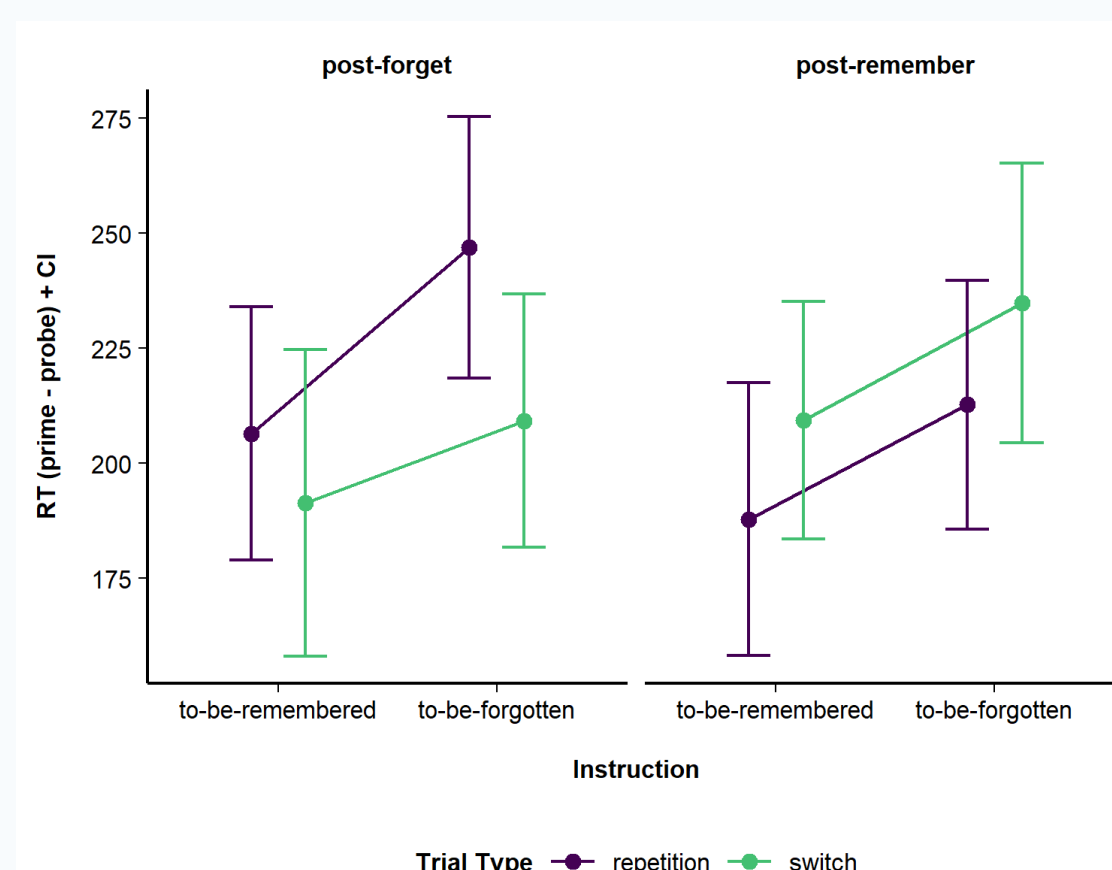 post-forget
post-remember
275
250
225
200
175
RT (prime - probe) + CI
to-be-remembered to-be-forgotten
to-be-remembered to-be-forgotten
Instruction
Trial Type repetition switch